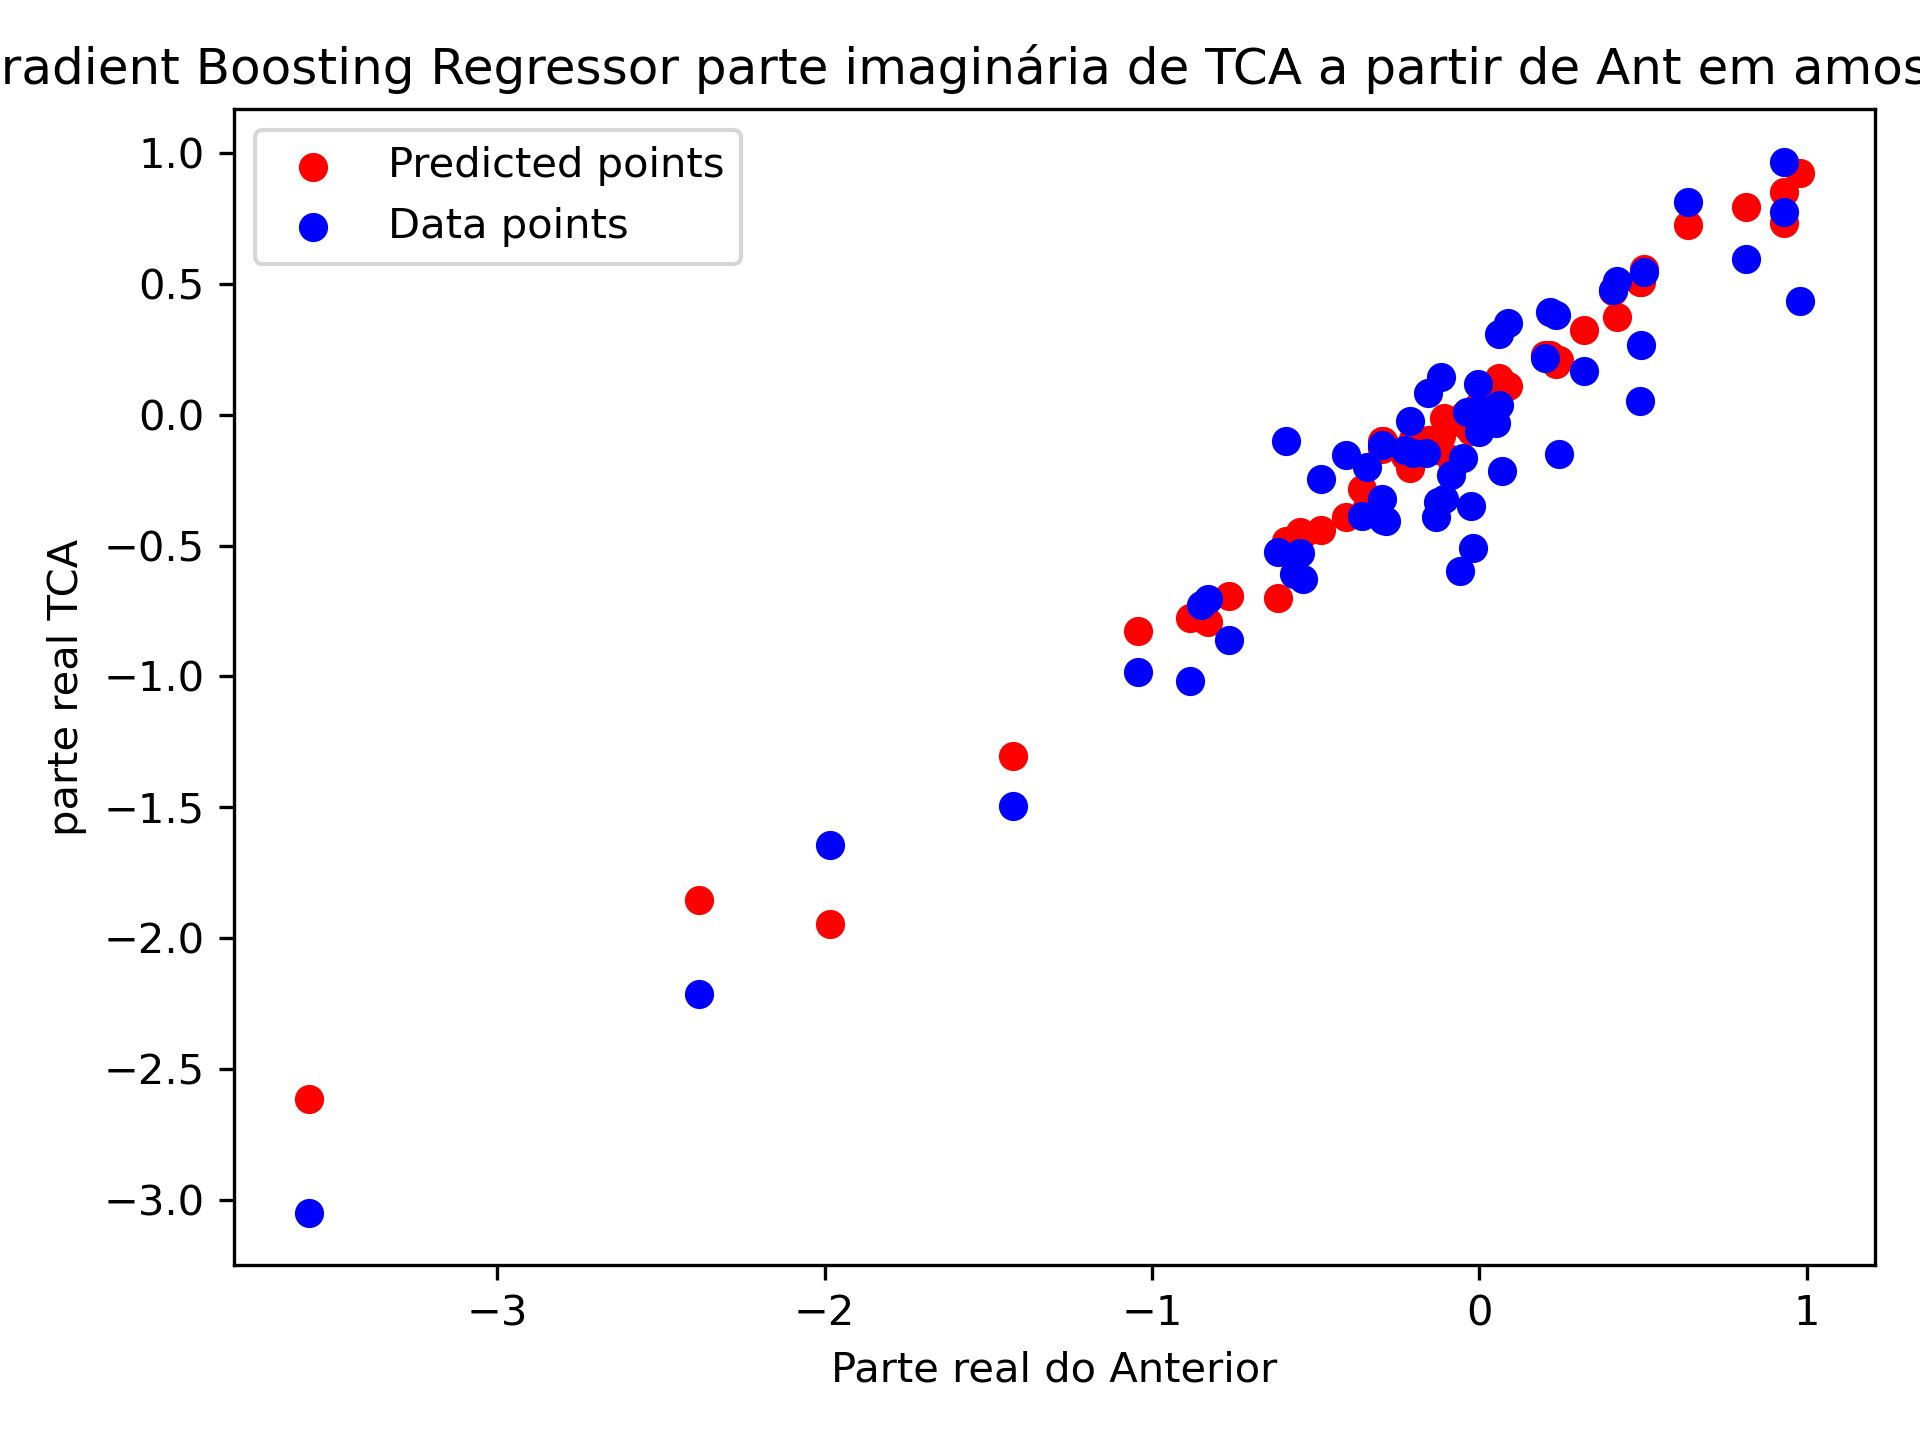 radient Boosting Regressor parte imaginária de TCA a partir de Ant em amos
Predicted points
Data points
1.0
0.5
0.0
−0.5
−1.0
−1.5
−2.0
−2.5
−3.0
parte real TCA
−3 −2 −1 0 1
Parte real do Anterior